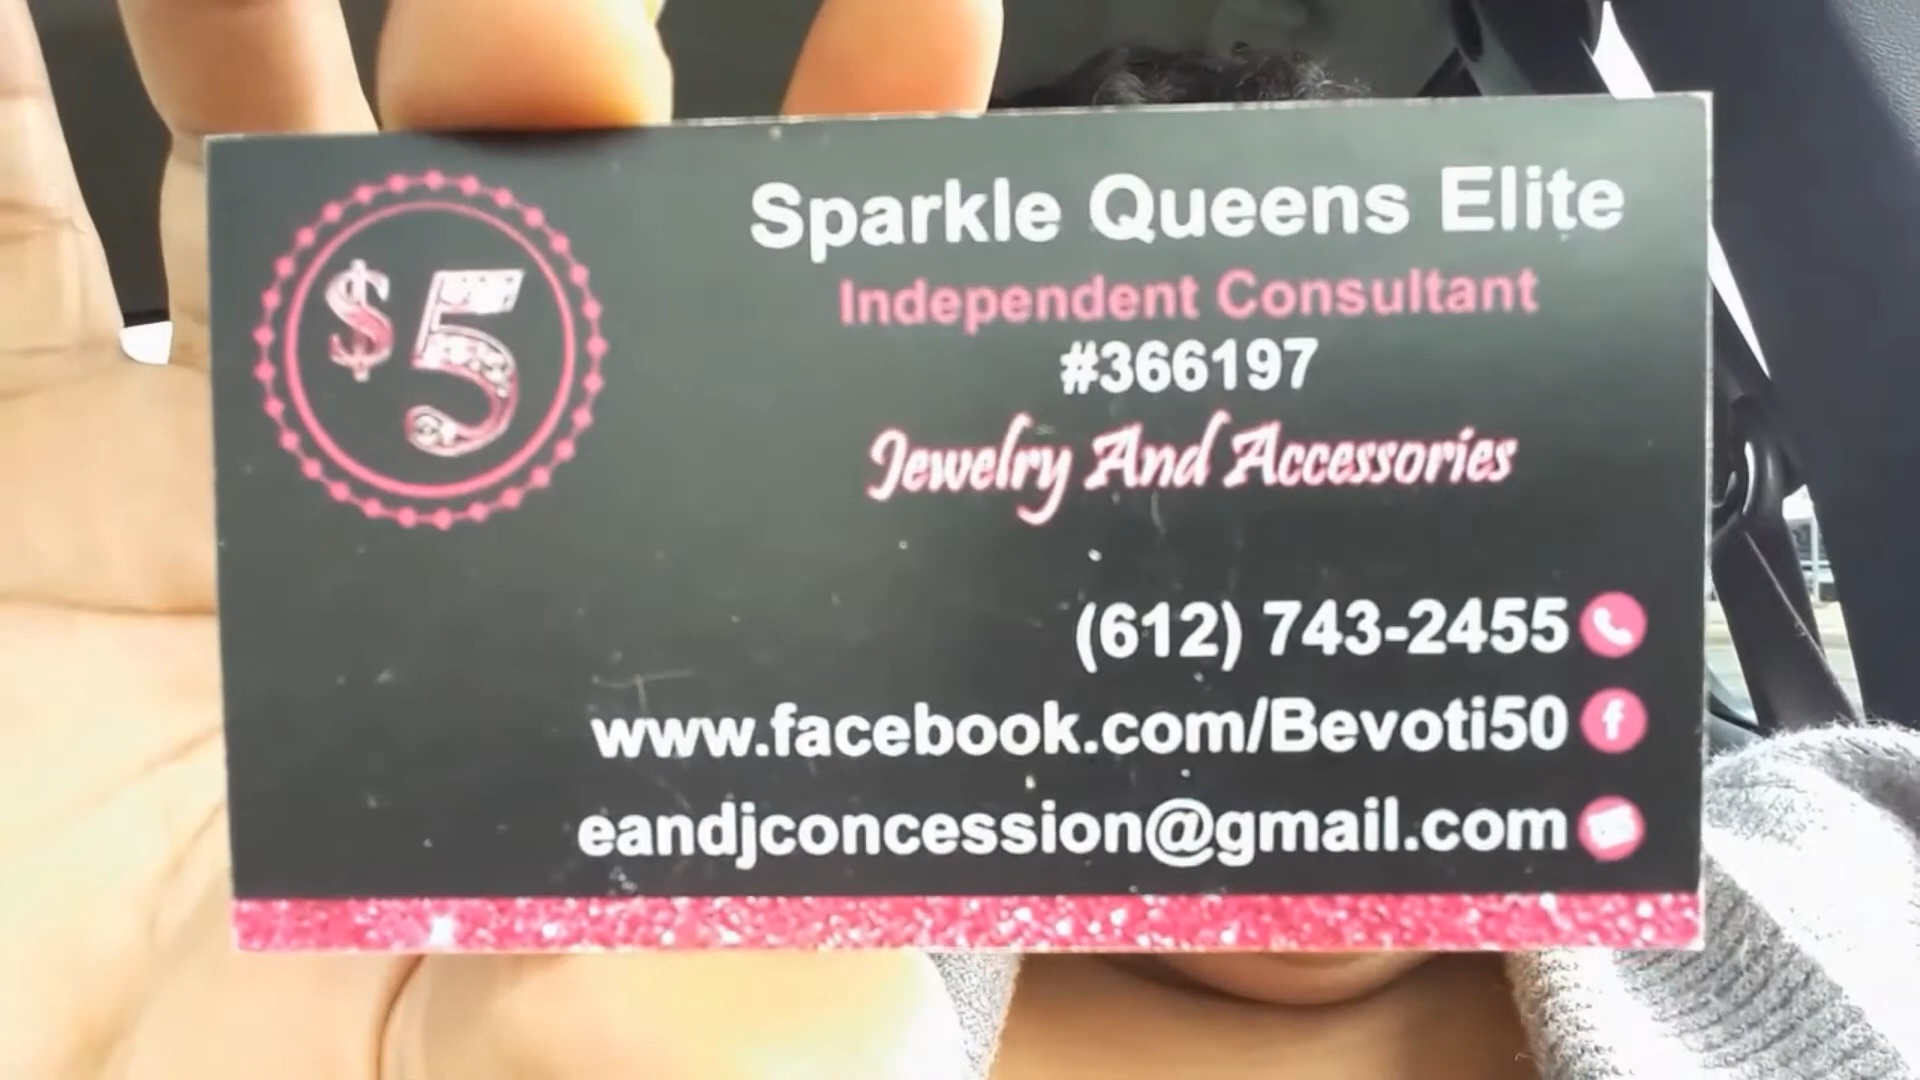 $5
Sparkle Queens Elite
Independent Consultant
#366197
Jewelry And Accessories
(612) 743-2455
www.facebook.com/Bevoti50
eandjconcession@gmail.com